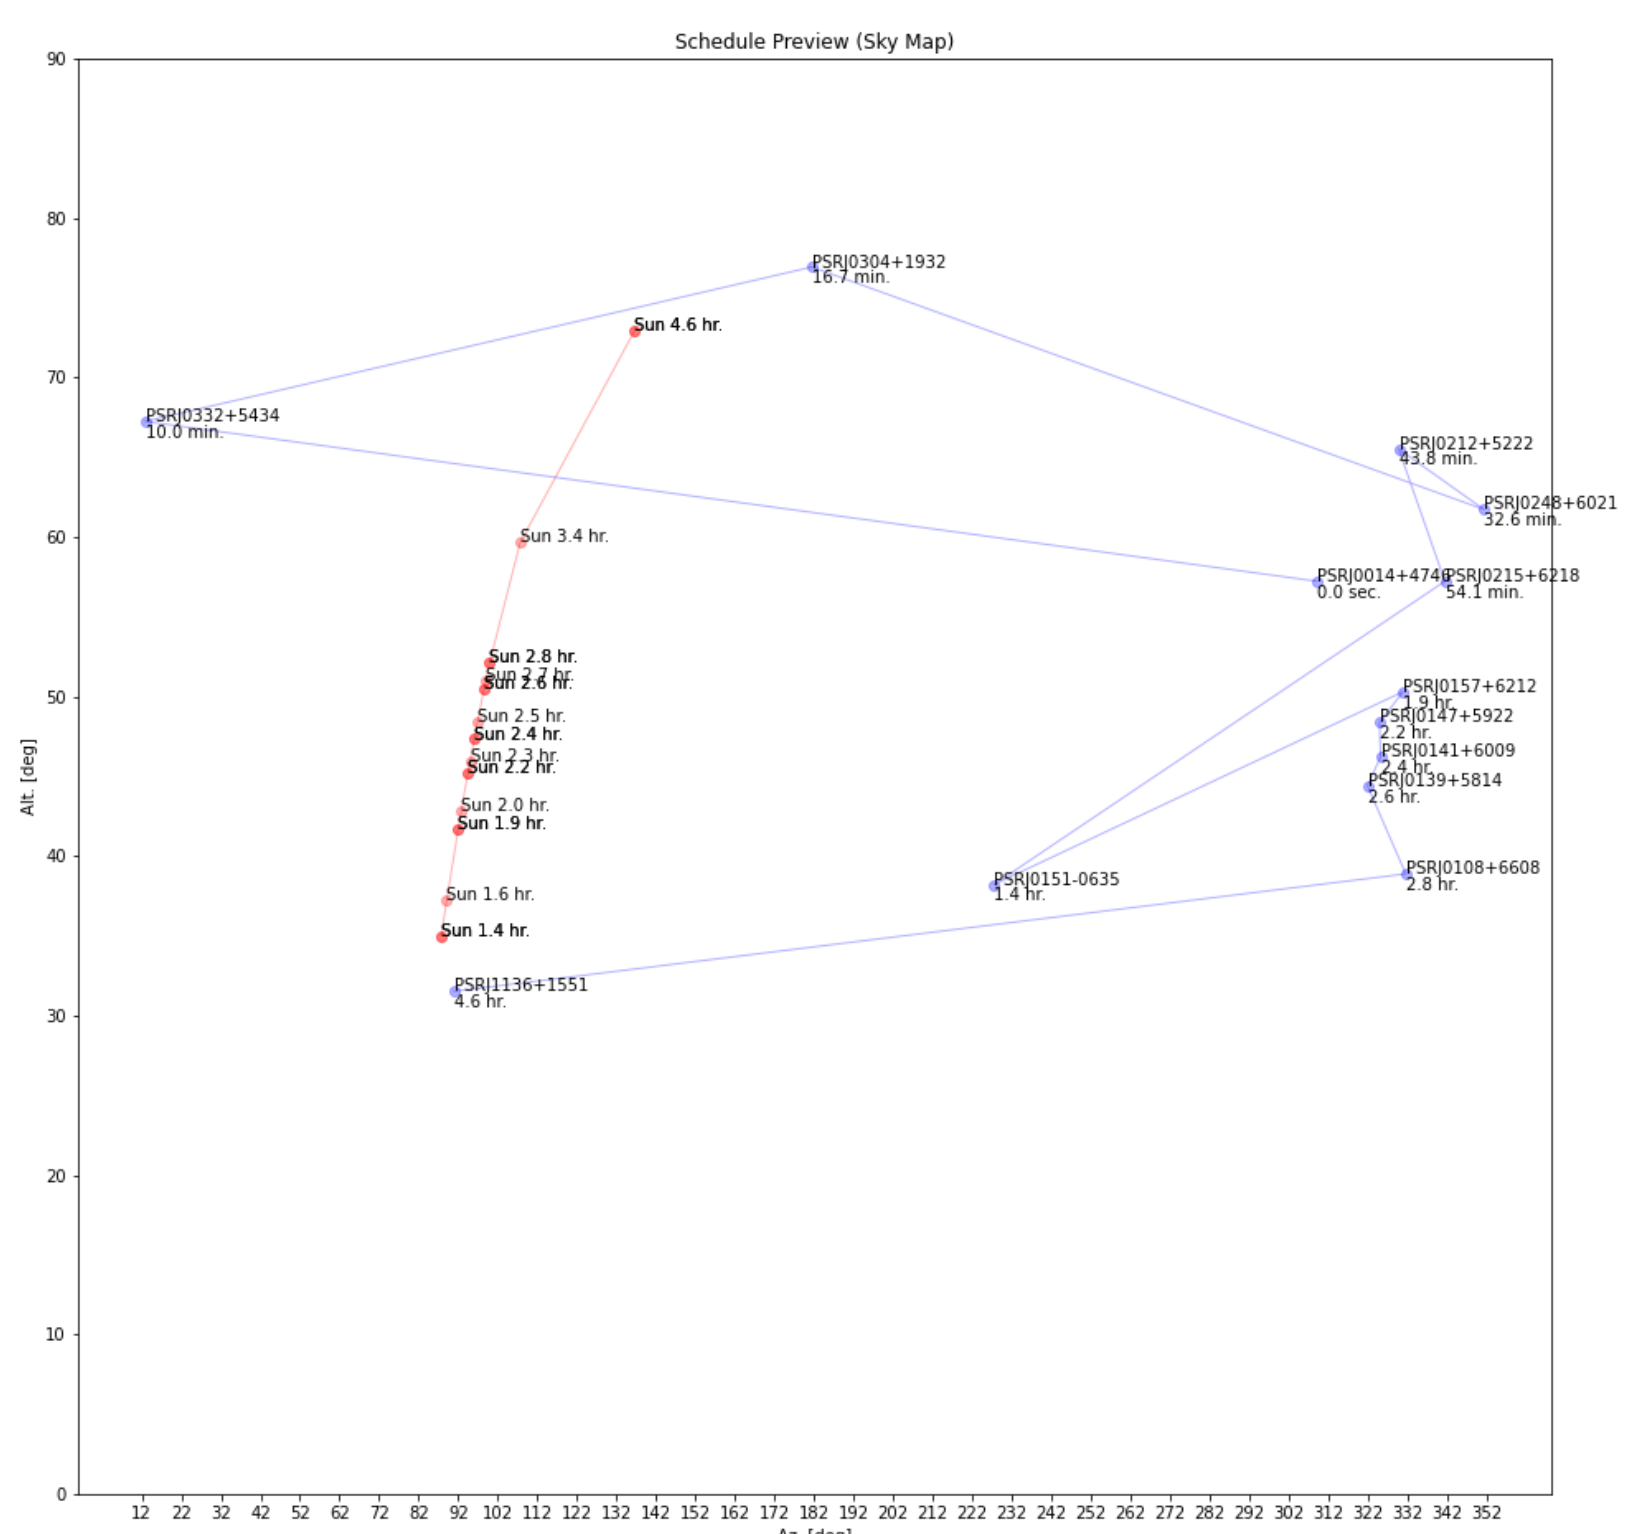 Schedule Preview (Sky Map)
90
80
70
60
50
40
30
20
10
0
Alt. [deg]
PSRJ0304+1932
16.7 min.
Sun 4.6 hr.
PSRJ0332+5434
10.0 min.
PSRJ0212+5222
43.8 min.
PSRJ0248+6021
32.6 min.
Sun 3.4 hr.
PSRJ0014+4746
0.0 sec.
PSRJ0215+6218
54.1 min.
Sun 2.8 hr.
Sun 2.7 hr.
Sun 2.6 hr.
PSRJ0157+6212
1.9 hr.
Sun 2.5 hr.
PSRJ0147+5922
2.2 hr.
Sun 2.4 hr.
Sun 2.3 hr.
PSRJ0141+6009
2.4 hr.
Sun 2.2 hr.
PSRJ0139+5814
2.6 hr.
Sun 2.0 hr.
Sun 1.9 hr.
PSRJ0151-0635
1.4 hr.
PSRJ0108+6608
2.8 hr.
Sun 1.6 hr.
Sun 1.4 hr.
PSRJ1136+1551
4.6 hr.
12 22 32 42 52 62 72 82 92 102 112 122 132 142 152 162 172 182 192 202 212 222 232 242 252 262 272 282 292 302 312 322 332 342 352
Az. [deg]